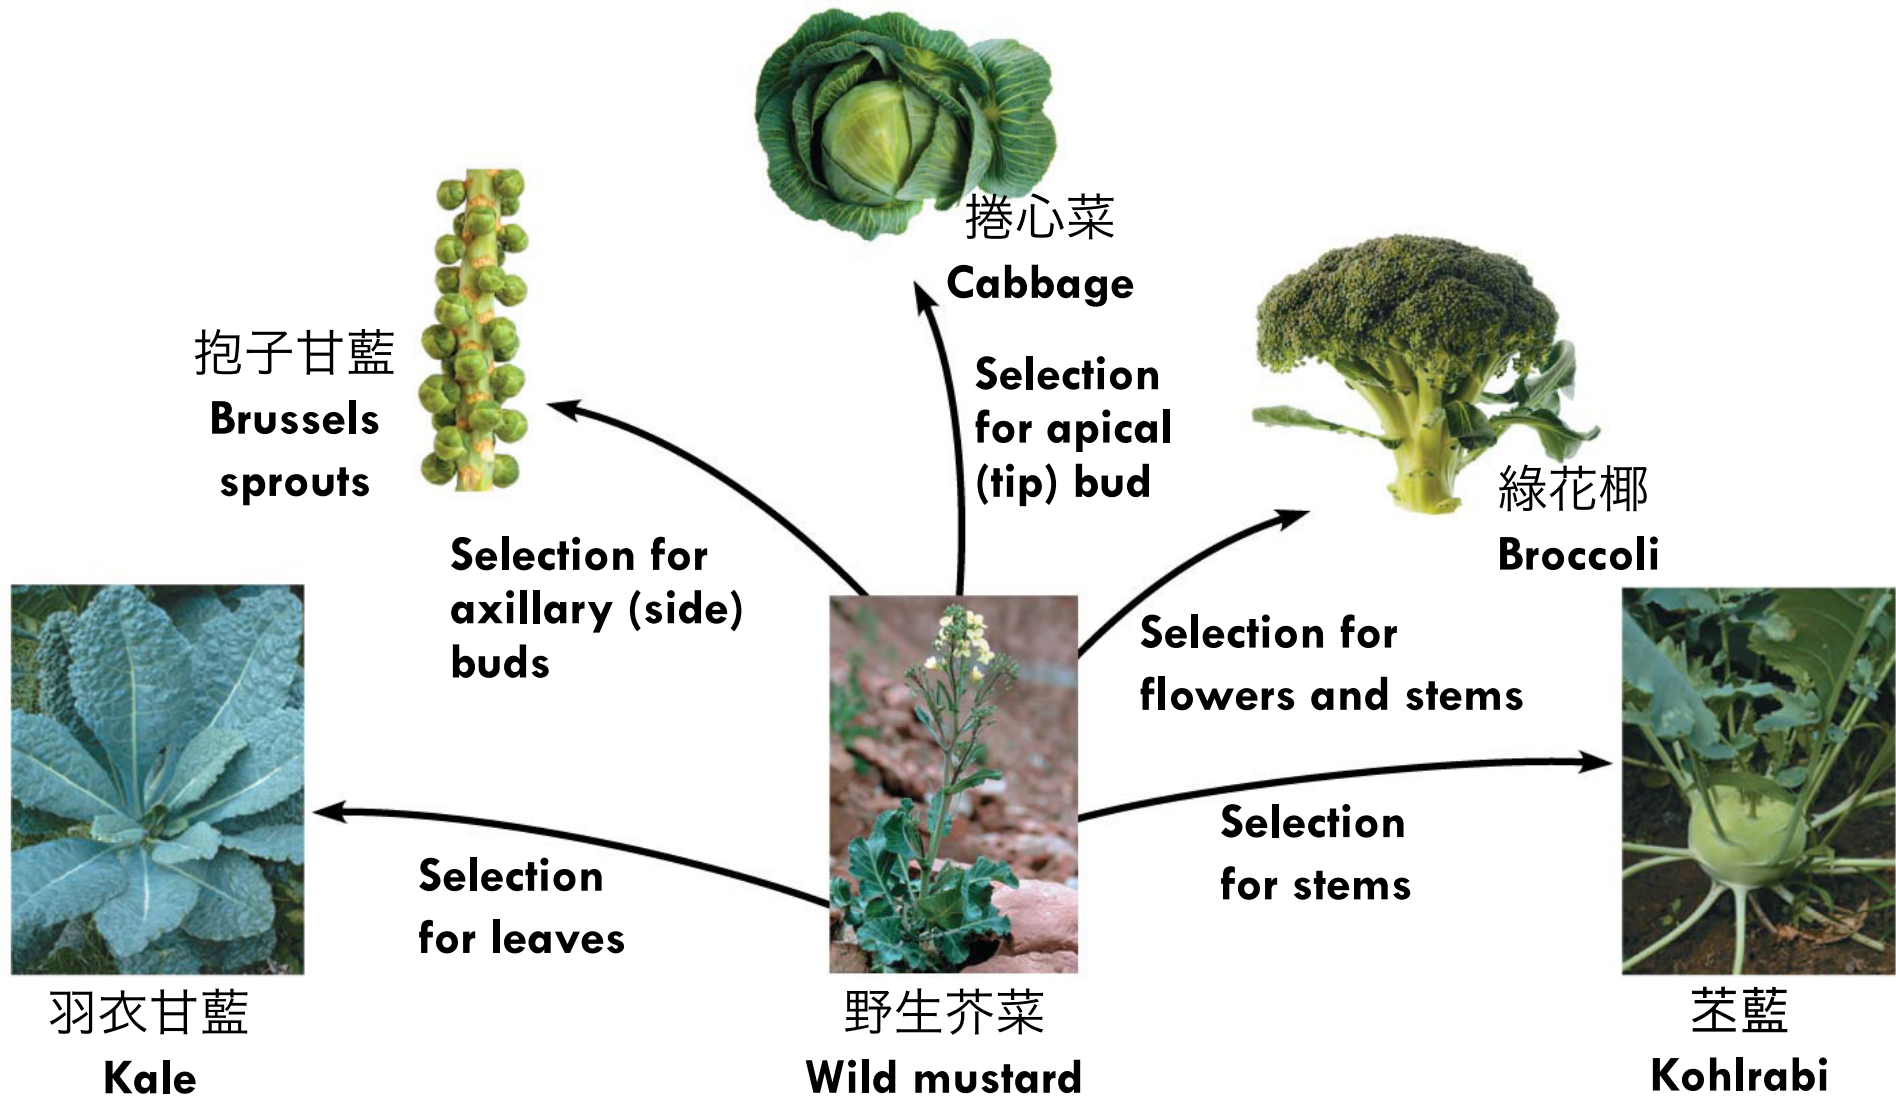 捲心菜
Cabbage
抱子甘藍
Brussels
sprouts
Selection
for apical
(tip) bud
綠花椰
Broccoli
Selection for
axillary (side)
buds
Selection for
flowers and stems
Selection
for stems
Selection
for leaves
羽衣甘藍
Kale
野生芥菜
Wild mustard
苤藍
Kohlrabi